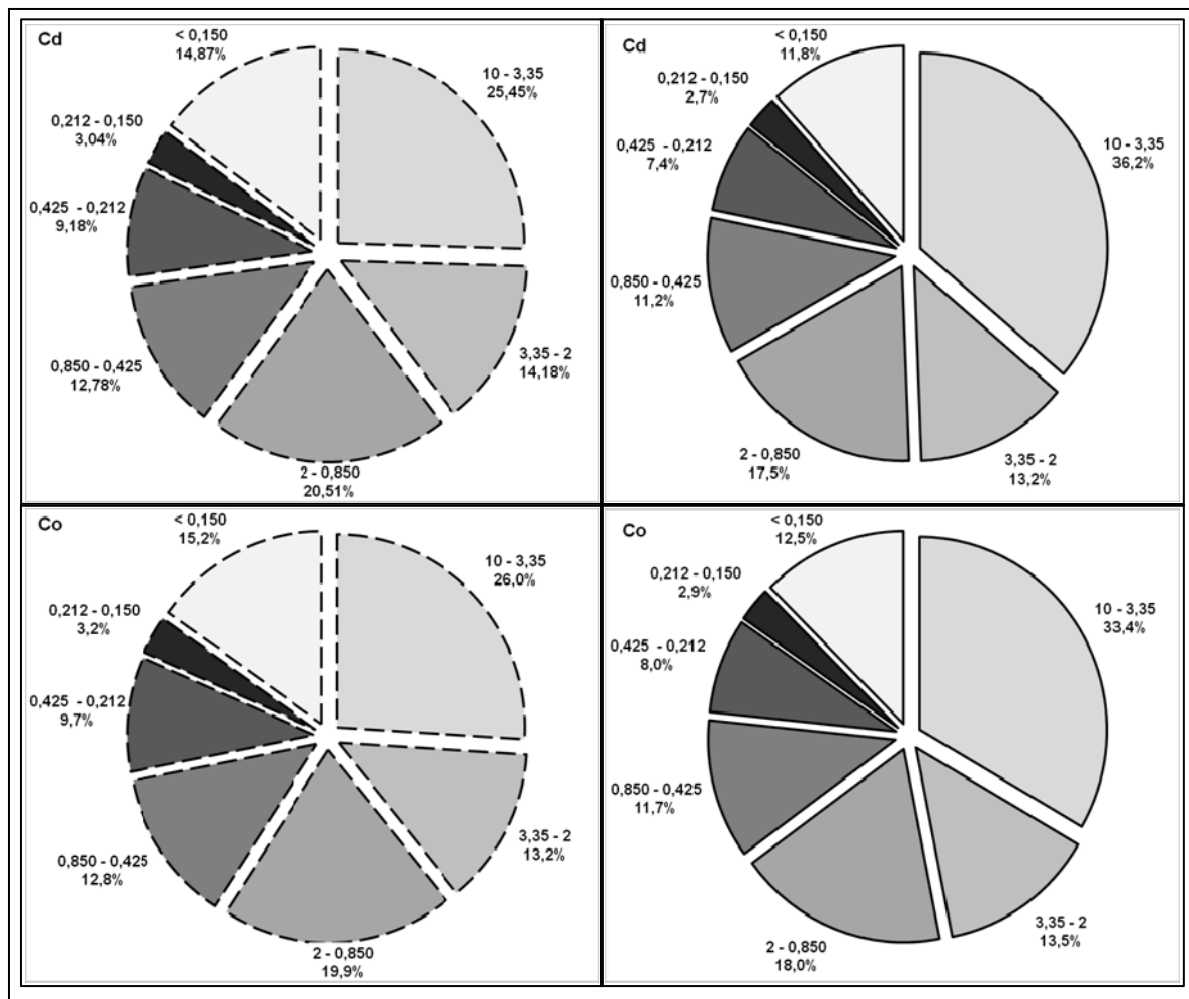 Cd
< 0,150
14,87%
10 - 3,35
25,45%
0,212 - 0,150
3,04%
0,425 - 0,212
9,18%
0,850 - 0,425
12,78%
3,35 - 2
14,18%
2 - 0,850
20,51%
Cd
< 0,150
11,8%
0,212 - 0,150
2,7%
10 - 3,35
36,2%
0,425 - 0,212
7,4%
0,850 - 0,425
11,2%
2 - 0,850
17,5%
3,35 - 2
13,2%
Co
< 0,150
15,2%
10 - 3,35
26,0%
0,212 - 0,150
3,2%
0,425 - 0,212
9,7%
0,850 - 0,425
12,8%
3,35 - 2
13,2%
2 - 0,850
19,9%
Co
< 0,150
12,5%
0,212 - 0,150
2,9%
10 - 3,35
33,4%
0,425 - 0,212
8,0%
0,850 - 0,425
11,7%
3,35 - 2
13,5%
2 - 0,850
18,0%